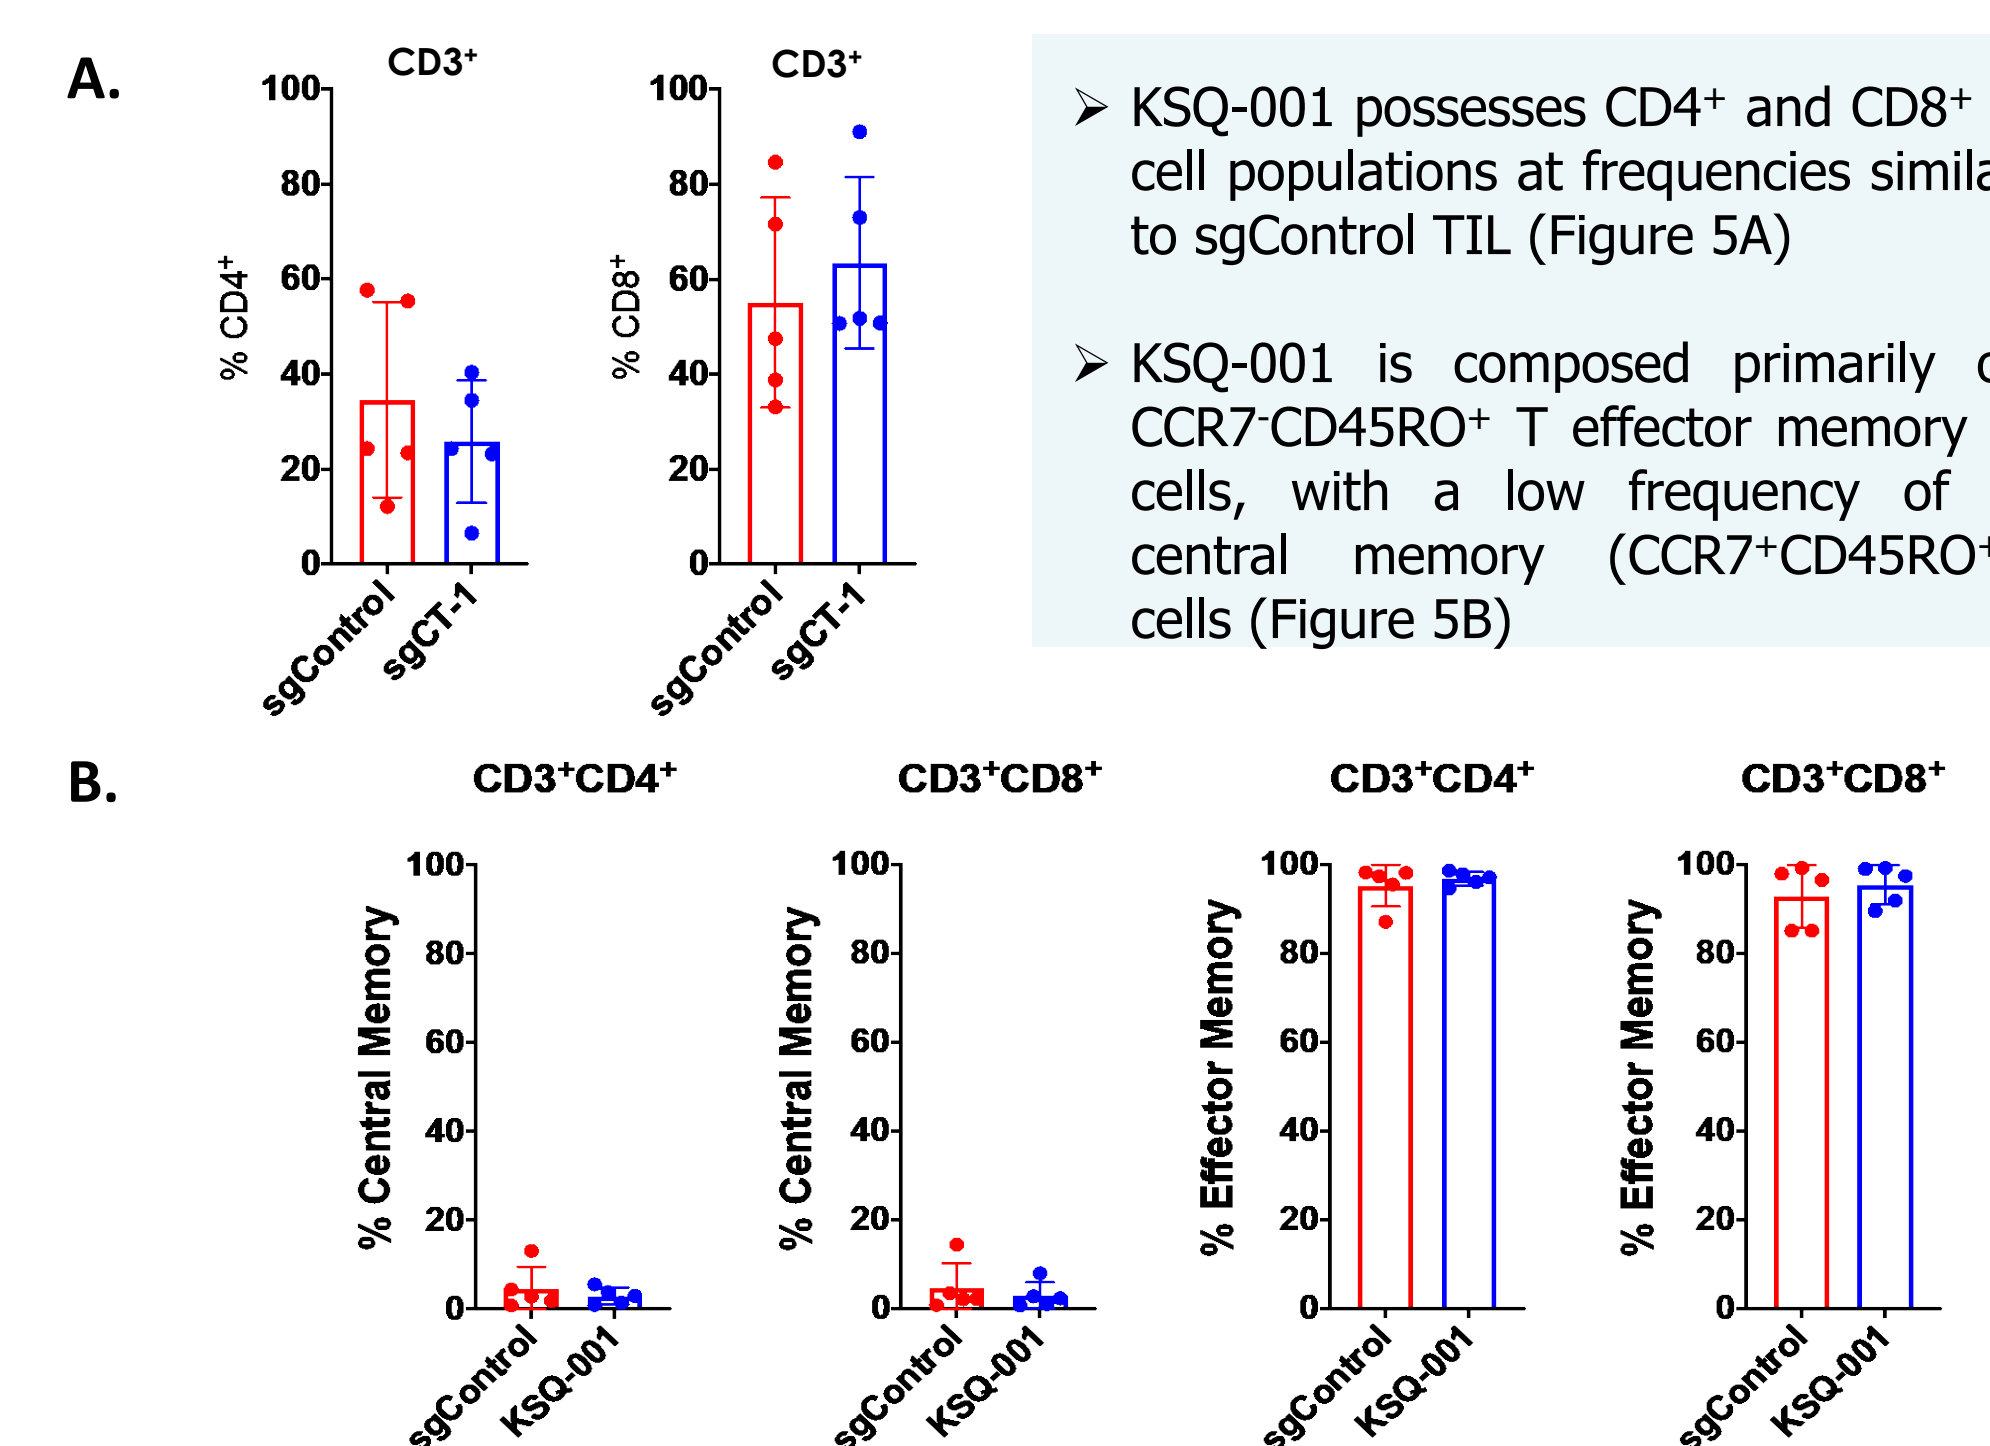 A.
CD3⁺
100
80
60
40
20
0
% CD4⁺
sgControl
sgCT-1
CD3⁺
100
80
60
40
20
0
% CD8⁺
sgControl
sgCT-1
➢ KSQ-001 possesses CD4⁺ and CD8⁺
cell populations at frequencies
to sgControl TIL (Figure 5A)
➢ KSQ-001 is composed primarily
CCR7⁻CD45RO⁺ T effector memory
cells, with a low frequency of
central memory (CCR7⁺CD45RO⁺
cells (Figure 5B)
B.
CD3⁺CD4⁺
100
80
60
40
20
0
% Central Memory
sgControl
KSQ-001
CD3⁺CD8⁺
100
80
60
40
20
0
% Central Memory
sgControl
KSQ-001
CD3⁺CD4⁺
100
80
60
40
20
0
% Effector Memory
sgControl
KSQ-001
CD3⁺CD8⁺
100
80
60
40
20
0
% Effector Memory
sgControl
KSQ-001